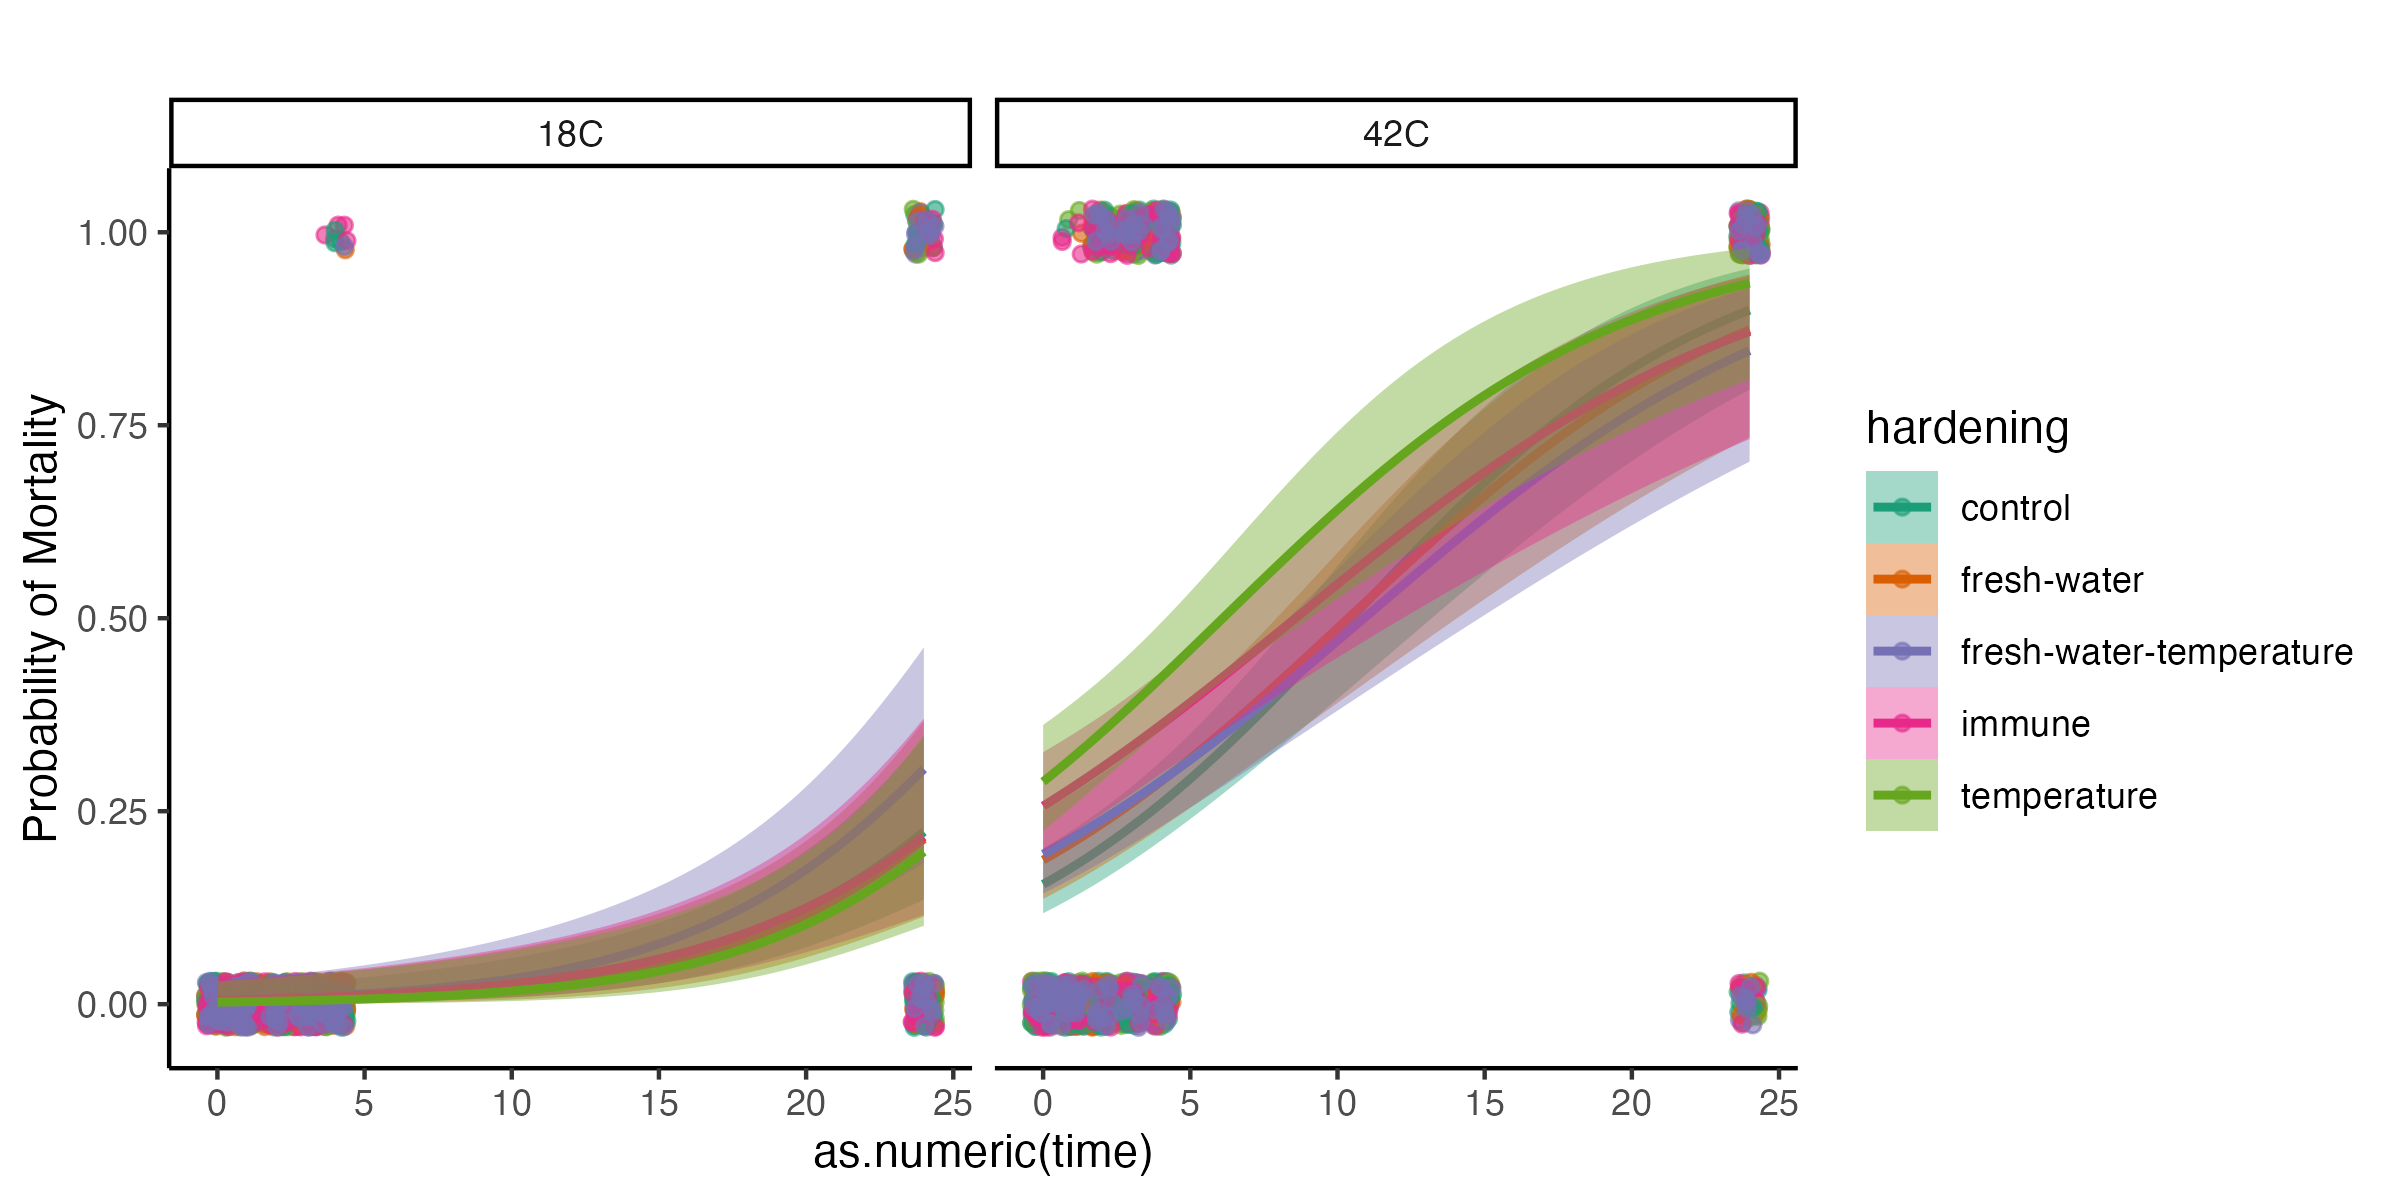 18C
42C
Probability of Mortality
1.00
0.75
0.50
0.25
0.00
0 5 10 15 20 25
0 5 10 15 20 25
as.numeric(time)
hardening
control
fresh-water
fresh-water-temperature
immune
temperature